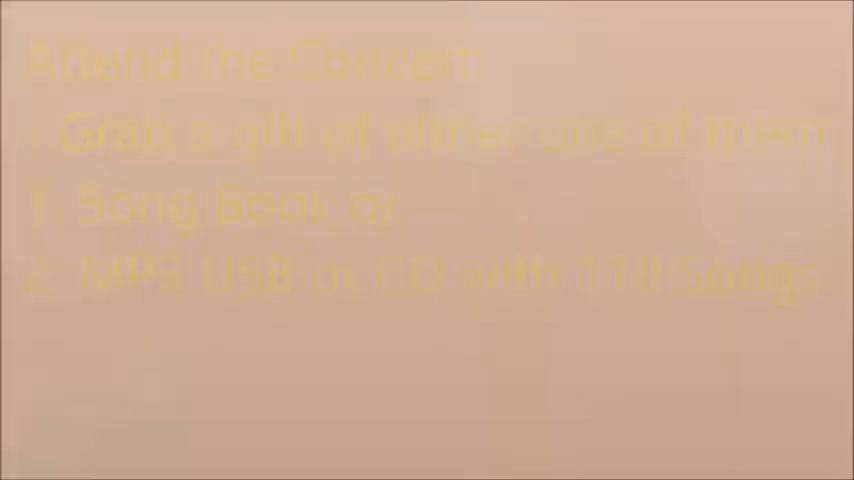 Attend the Concert
- Grab a gift of either one of them
1. Song Book or
2. MP3 USB or CD with 110 Songs